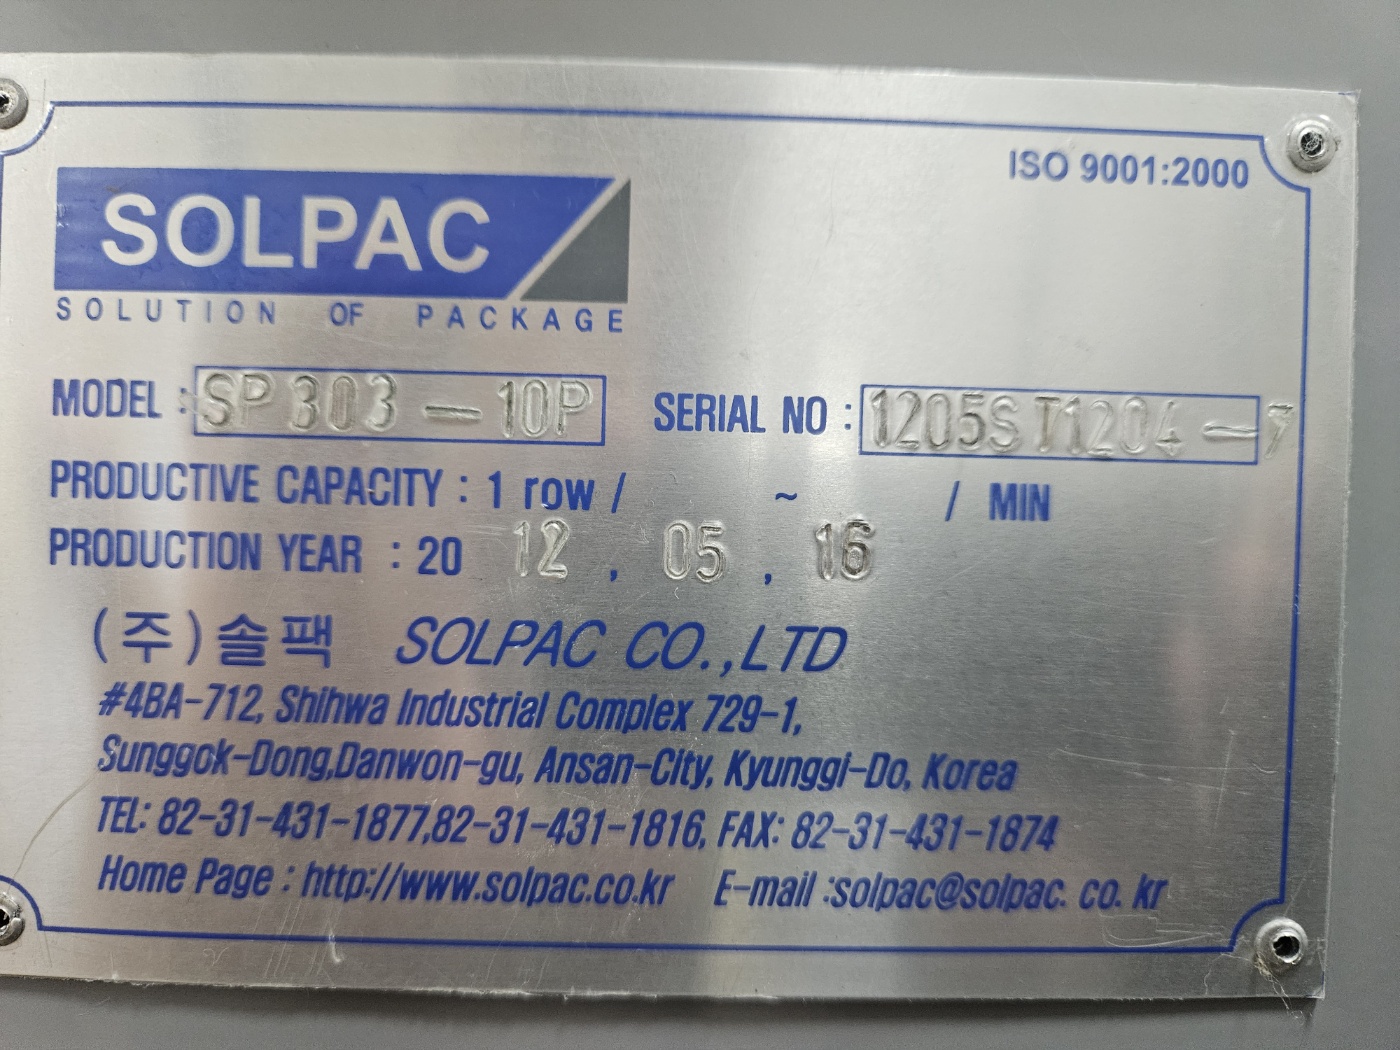 ISO 9001:2000
SOLPAC
SOLUTION OF PACKAGE
MODEL : SP303-10P SERIAL NO : 1205ST1204-7
PRODUCTIVE CAPACITY : 1 row / ~ / MIN
PRODUCTION YEAR : 20 12 , 05 , 16
(주)솔팩 SOLPAC CO.,LTD
#4BA-712, Shihwa Industrial Complex 729-1,
Sunggok-Dong,Danwon-gu, Ansan-City, Kyunggi-Do, Korea
TEL: 82-31-431-1877,82-31-431-1816, FAX: 82-31-431-1874
Home Page : http://www.solpac.co.kr E-mail :solpac@solpac. co. kr